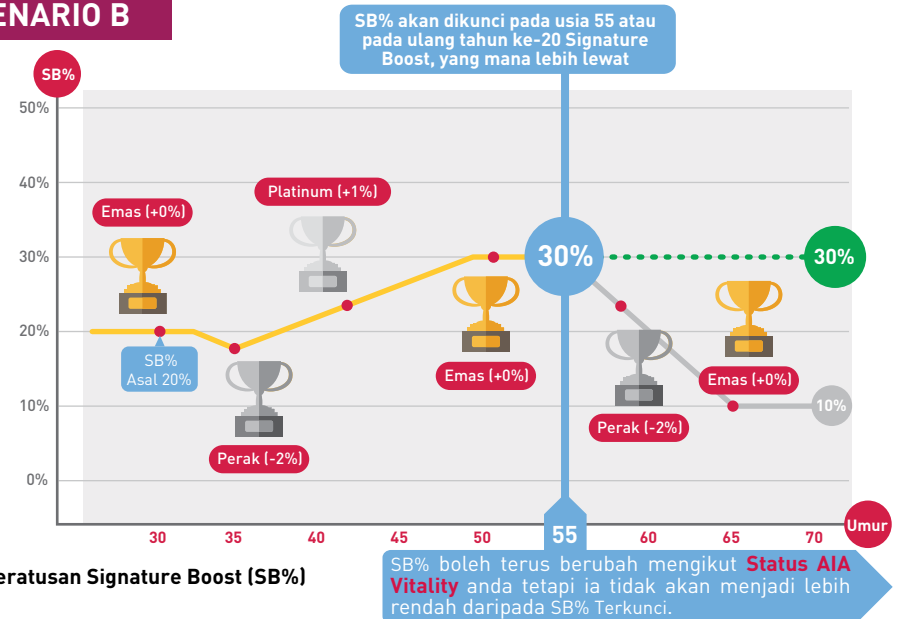 ENARIO B
SB% akan dikunci pada usia 55 atau
pada ulang tahun ke-20 Signature
Boost, yang mana lebih lewat
SB%
50%
40%
30%
20%
10%
0%
Emas (+0%)
Platinum (+1%)
SB%
Asal 20%
Perak (-2%)
Emas (+0%)
30%
30%
Perak (-2%)
Emas (+0%)
10%
30
35
40
45
50
55
60
65
70
Umur
eratusan Signature Boost (SB%)
SB% boleh terus berubah mengikut Status AIA
Vitality anda tetapi ia tidak akan menjadi lebih
rendah daripada SB% Terkunci.